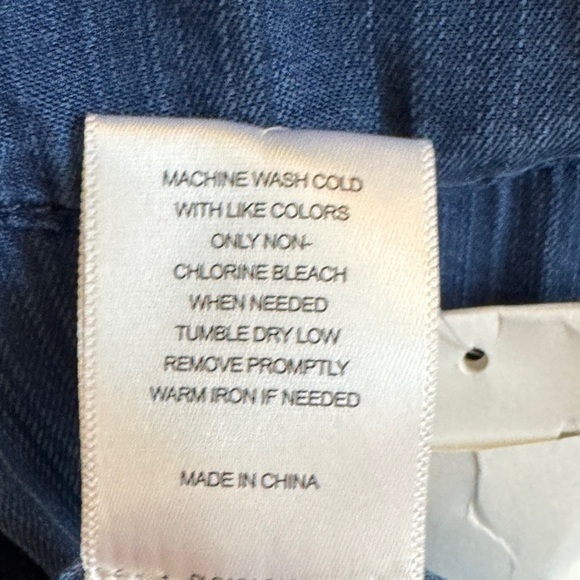 MACHINE WASH COLD
WITH LIKE COLORS
ONLY NON-
CHLORINE BLEACH
WHEN NEEDED
TUMBLE DRY LOW
REMOVE PROMPTLY
WARM IRON IF NEEDED
MADE IN CHINA